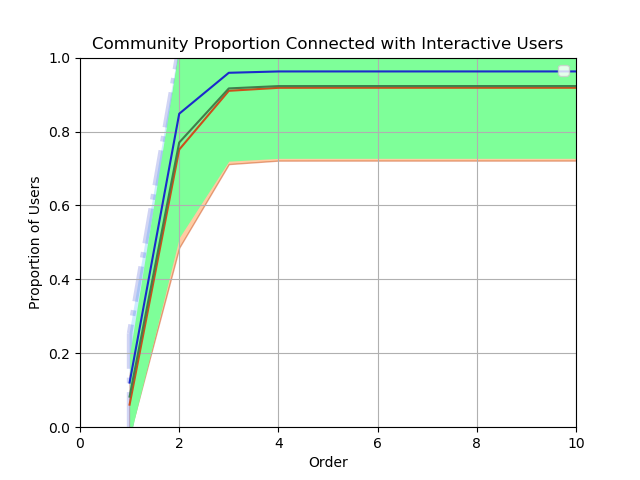 Community Proportion Connected with Interactive Users
1.0
0.8
0.6
0.4
0.2
0.0
Proportion of Users
0 2 4 6 8 10
Order